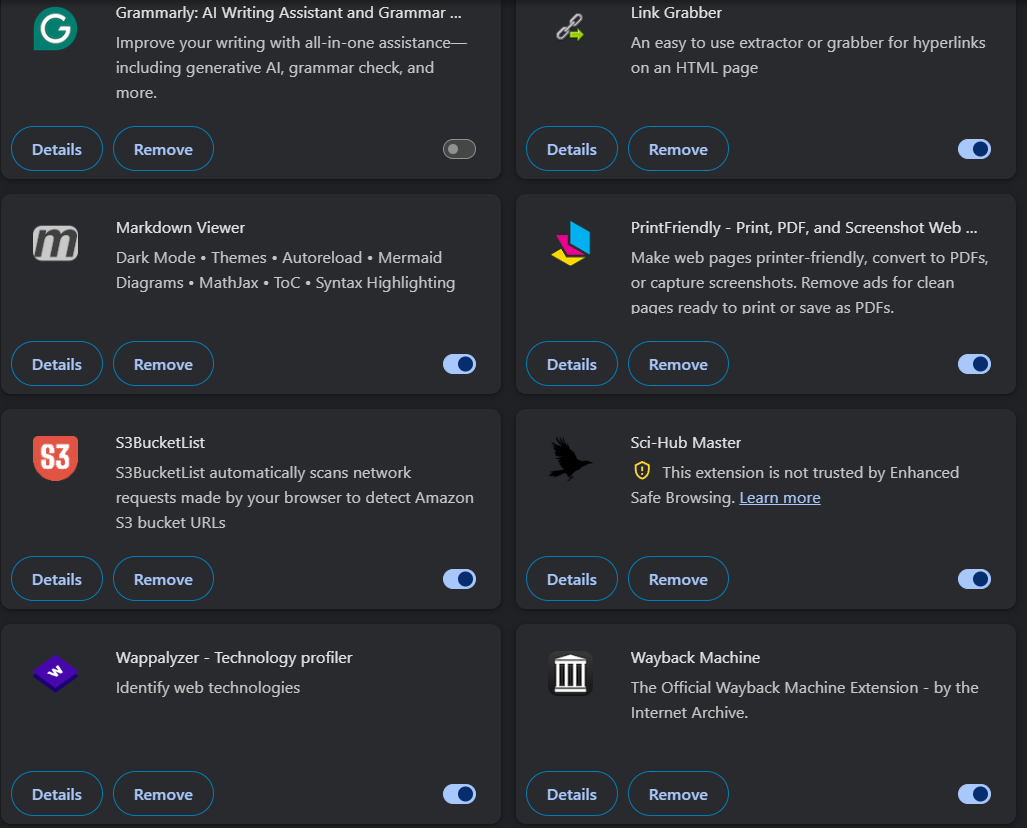 Grammarly: AI Writing Assistant and Grammar ...
Improve your writing with all-in-one assistance—
including generative AI, grammar check, and
more.
Details
Remove
Link Grabber
An easy to use extractor or grabber for hyperlinks
on an HTML page
Details
Remove
m
Markdown Viewer
Dark Mode • Themes • Autoreload • Mermaid
Diagrams • MathJax • ToC • Syntax Highlighting
Details
Remove
PrintFriendly - Print, PDF, and Screenshot Web ...
Make web pages printer-friendly, convert to PDFs,
or capture screenshots. Remove ads for clean
pages ready to print or save as PDFs.
Details
Remove
S3
S3BucketList
S3BucketList automatically scans network
requests made by your browser to detect Amazon
S3 bucket URLs
Details
Remove
Sci-Hub Master
This extension is not trusted by Enhanced
Safe Browsing. Learn more
Details
Remove
W
Wappalyzer - Technology profiler
Identify web technologies
Details
Remove
Wayback Machine
The Official Wayback Machine Extension - by the
Internet Archive.
Details
Remove